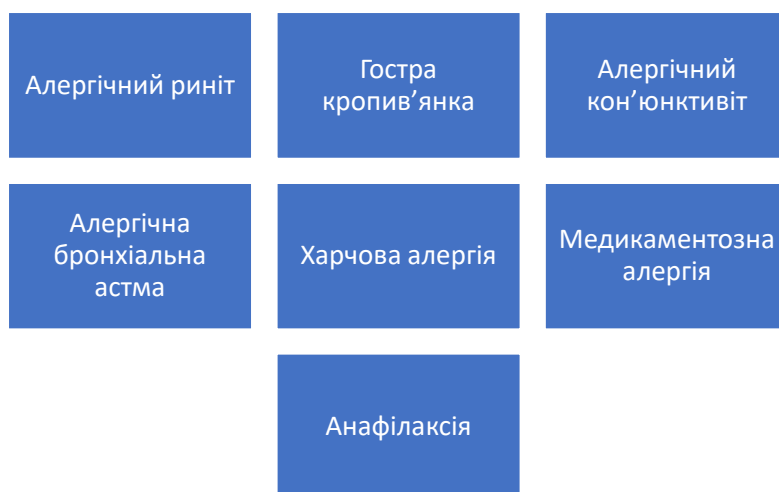 Алергічний риніт
Гостра
кропив’янка
Алергічний
кон’юнктивіт
Алергічна
бронхіальна
астма
Харчова алергія
Медикаментозна
алергія
Анафілаксія